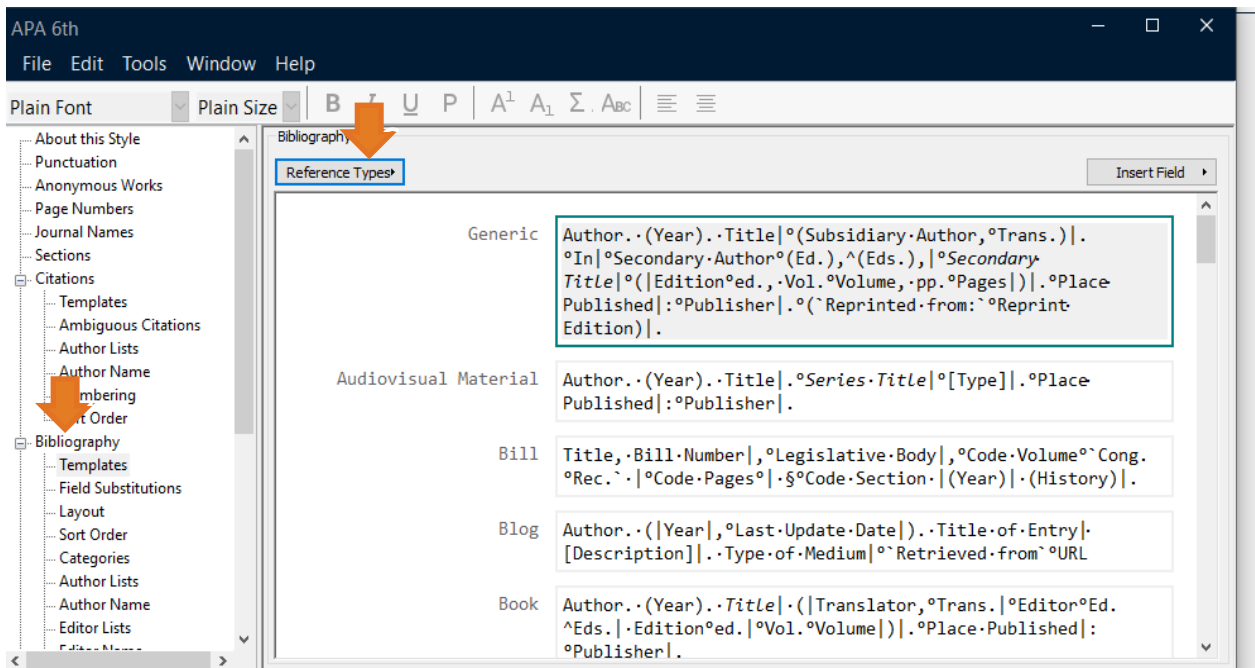 APA 6th
File Edit Tools Window Help
Plain Font Plain Size B I U P A1 A1 Σ ABC
About this Style
Punctuation
Anonymous Works
Page Numbers
Journal Names
Sections
Citations
Templates
Ambiguous Citations
Author Lists
Author Name
mbering
rt Order
Bibliography
Templates
Field Substitutions
Layout
Sort Order
Categories
Author Lists
Author Name
Editor Lists
Editor Name
Bibliography
Reference Types
Insert Field
Generic
Author.·(Year).·Title|°(Subsidiary·Author,°Trans.)|.
°In|°Secondary·Author°(Ed.),^(Eds.),|°Secondary·
Title|°(|Edition°ed.,·Vol.°Volume,·pp.°Pages|)|.°Place·
Published|:°Publisher|.°(`Reprinted·from:`°Reprint·
Edition)|.
Audiovisual Material
Author.·(Year).·Title|.°Series·Title|°[Type]|.°Place·
Published|:°Publisher|.
Bill
Title,·Bill·Number|,°Legislative·Body|,°Code·Volume°`Cong.
°Rec.`·|°Code·Pages°|·§°Code·Section·|(Year)|·(History)|.
Blog
Author.·(|Year|,°Last·Update·Date|).·Title·of·Entry|·
[Description]|.·Type·of·Medium|°`Retrieved·from`°URL
Book
Author.·(Year).·Title|·(|Translator,°Trans.|°Editor°Ed.
^Eds.|·Edition°ed.|°Vol.°Volume|)|.°Place·Published|:
°Publisher|.